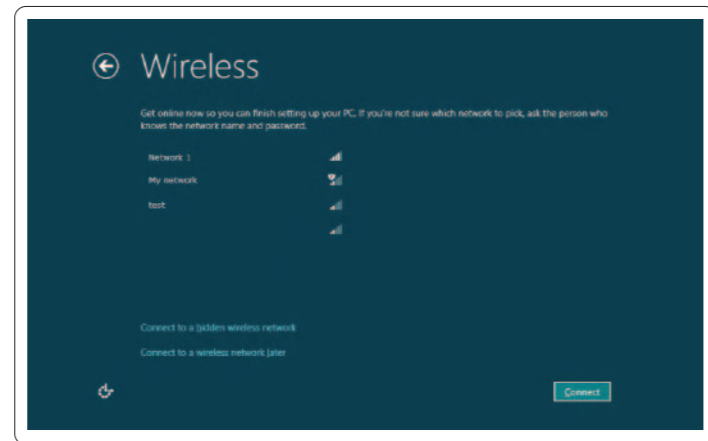 Wireless
Get online now so you can finish setting up your PC. If you're not sure which network to pick, ask the person who
knows the network name and password.
Network 1
My network
test
Connect to a hidden wireless network
Connect to a wireless network later
Connect